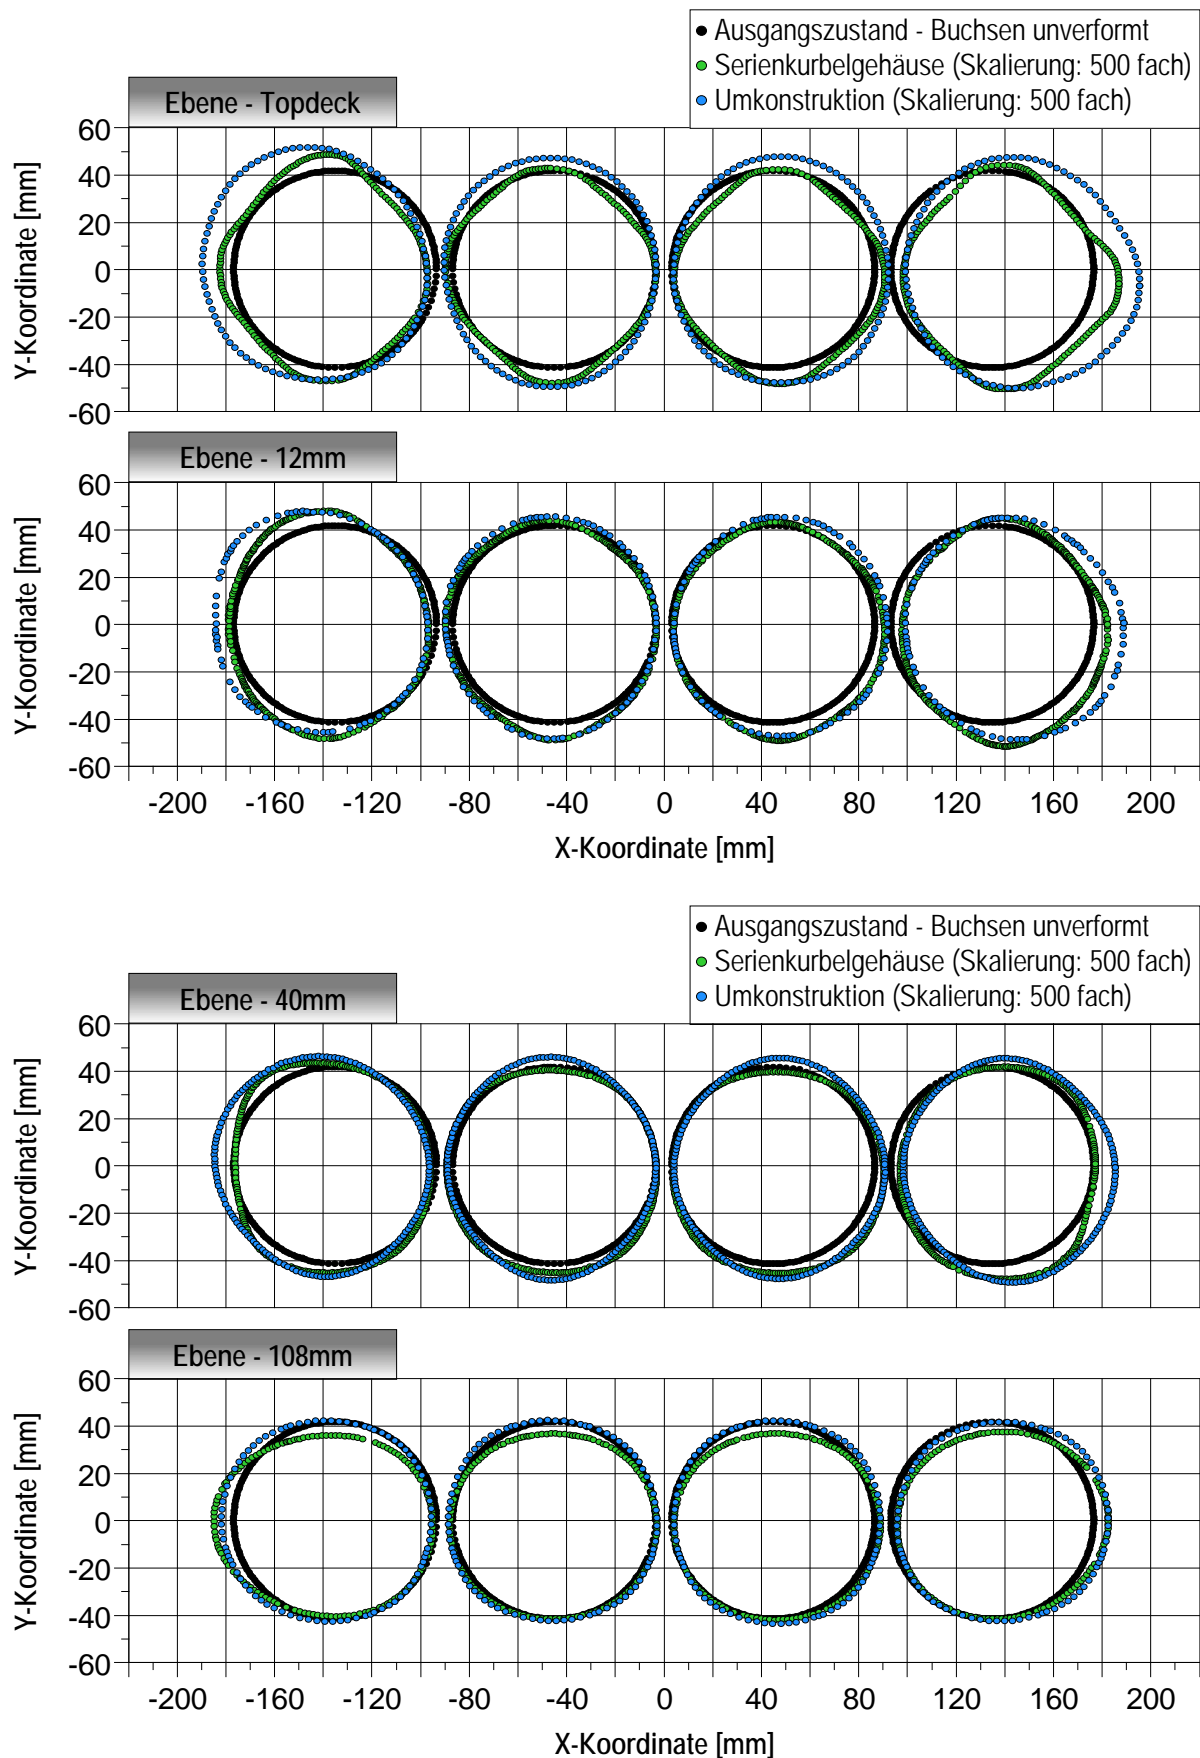 Ausgangszustand - Buchsen unverformt
Serienkurbelgehäuse (Skalierung: 500 fach)
Umkonstruktion (Skalierung: 500 fach)
Ebene - Topdeck
Y-Koordinate [mm]
60
40
20
0
-20
-40
-60
Ebene - 12mm
Y-Koordinate [mm]
60
40
20
0
-20
-40
-60
-200 -160 -120 -80 -40 0 40 80 120 160 200
X-Koordinate [mm]
Ausgangszustand - Buchsen unverformt
Serienkurbelgehäuse (Skalierung: 500 fach)
Umkonstruktion (Skalierung: 500 fach)
Ebene - 40mm
Y-Koordinate [mm]
60
40
20
0
-20
-40
-60
Ebene - 108mm
Y-Koordinate [mm]
60
40
20
0
-20
-40
-60
-200 -160 -120 -80 -40 0 40 80 120 160 200
X-Koordinate [mm]